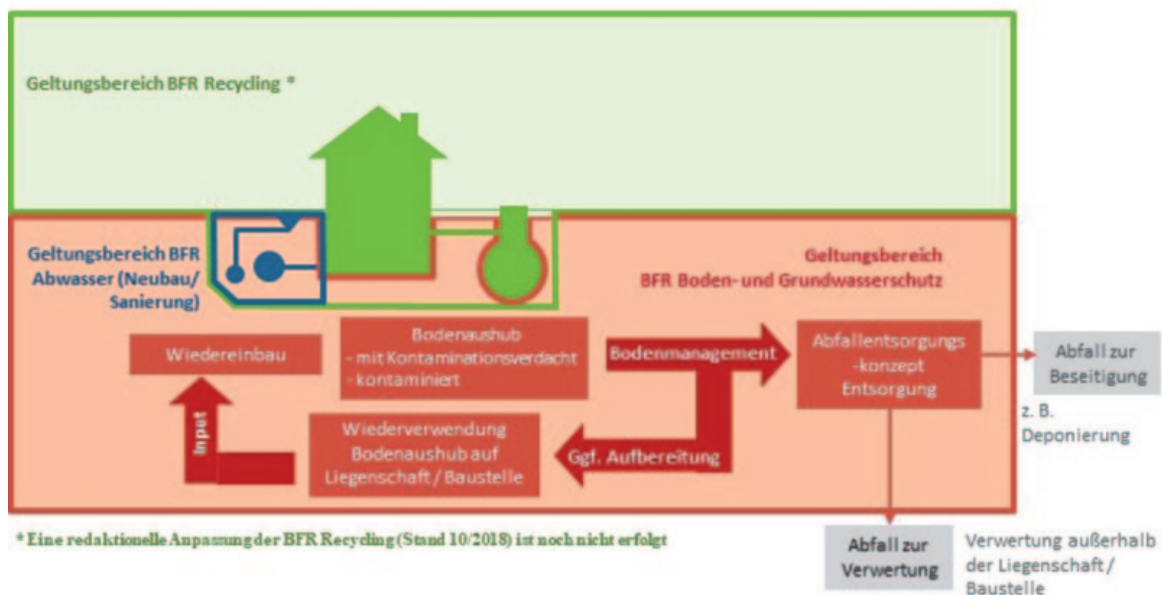 Geltungsbereich BFR Recycling *
Geltungsbereich BFR
Abwasser (Neubau/
Sanierung)
Geltungsbereich
BFR Boden- und Grundwasserschutz
Wiedereinbau
Bodenaushub
- mit Kontaminationsverdacht
- kontaminiert
Bodenmanagement
Abfallentsorgungs
-konzept
Entsorgung
Abfall zur
Beseitigung
z. B.
Deponierung
Input
Wiederverwendung
Bodenaushub auf
Liegenschaft / Baustelle
Ggf. Aufbereitung
* Eine redaktionelle Anpassung der BFR Recycling (Stand 10/2018) ist noch nicht erfolgt
Abfall zur
Verwertung
Verwertung außerhalb
der Liegenschaft /
Baustelle